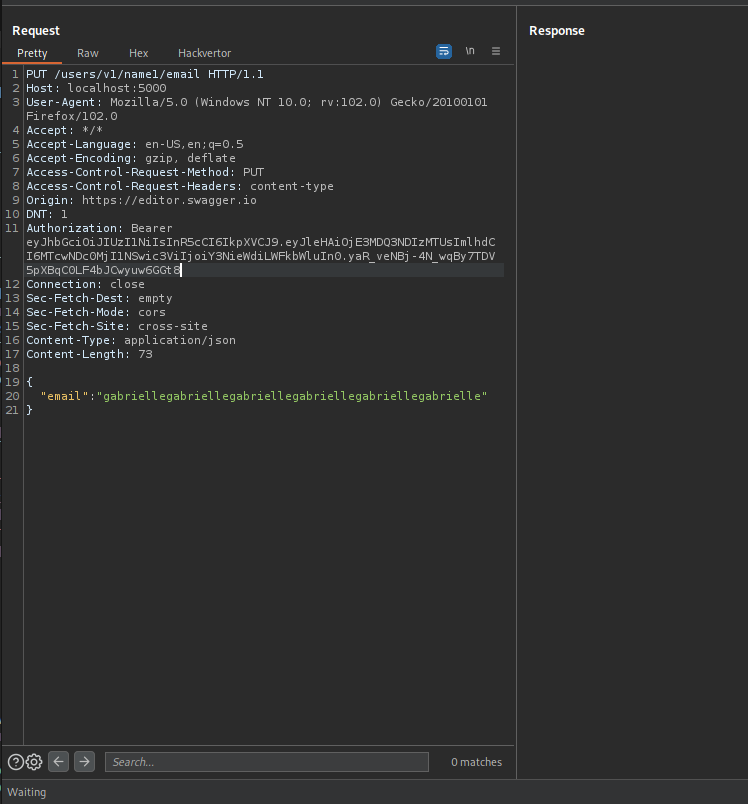 Request
Response
Pretty Raw Hex Hackvertor
\n
1 PUT /users/v1/name1/email HTTP/1.1
2 Host: localhost:5000
3 User-Agent: Mozilla/5.0 (Windows NT 10.0; rv:102.0) Gecko/20100101
Firefox/102.0
4 Accept: */*
5 Accept-Language: en-US,en;q=0.5
6 Accept-Encoding: gzip, deflate
7 Access-Control-Request-Method: PUT
8 Access-Control-Request-Headers: content-type
9 Origin: https://editor.swagger.io
10 DNT: 1
11 Authorization: Bearer
eyJhbGciOiJIUzI1NiIsInR5cCI6IkpXVCJ9.eyJleHAiOjE3MDQ3NDIzMTUsImlhdC
I6MTcwNDc0MjI1NSwic3ViIjoiY3NieWdiLWFkbWluIn0.yaR_veNBj-4N_wqBy7TDV
5pXBqC0LF4bJCwyuw6GGt8
12 Connection: close
13 Sec-Fetch-Dest: empty
14 Sec-Fetch-Mode: cors
15 Sec-Fetch-Site: cross-site
16 Content-Type: application/json
17 Content-Length: 73
18
19 {
20 "email":"gabriellegabriellegabriellegabriellegabriellegabrielle"
21 }
Search...
0 matches
Waiting